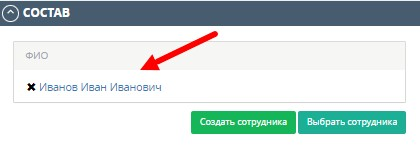 СОСТАВ
ФИО
✖ Иванов Иван Иванович
Создать сотрудника Выбрать сотрудника